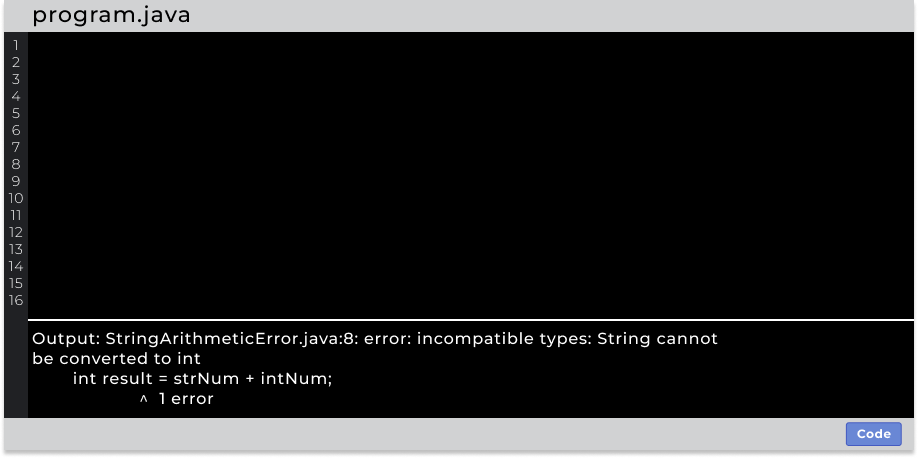 program.java
1
2
3
4
5
6
7
8
9
10
11
12
13
14
15
16
Output: StringArithmeticError.java:8: error: incompatible types: String cannot
be converted to int
int result = strNum + intNum;
^ 1 error
Code